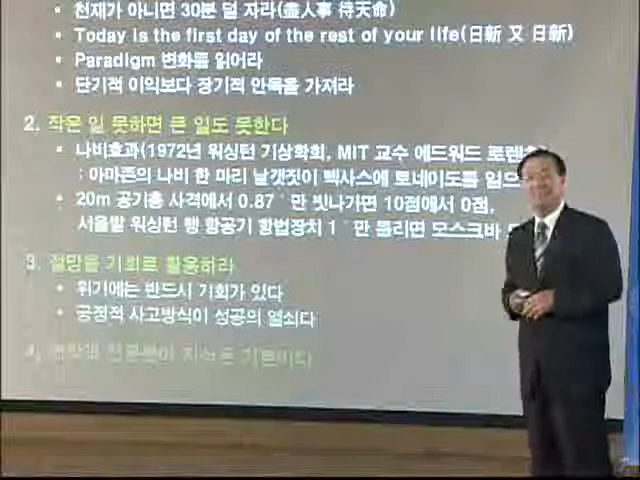 • 천재가 아니면 30분 덜 자라(盡人事 待天命)
• Today is the first day of the rest of your life(日新 又 日新)
• Paradigm 변화를 읽어라
• 단기적 이익보다 장기적 안목을 가져라
2. 작은 일 못하면 큰 일도 못한다
• 나비효과(1972년 워싱턴 기상학회, MIT 교수 에드워드 로렌츠
: 아마존의 나비 한 마리 날갯짓이 텍사스에 토네이도를 일으
• 20m 공기총 사격에서 0.87˚만 빗나가면 10점에서 0점,
서울발 워싱턴 행 항공기 항법장치 1˚만 틀리면 모스크바
3. 절망을 기회로 활용하라
• 위기에는 반드시 기회가 있다
• 긍정적 사고방식이 성공의 열쇠다
4.